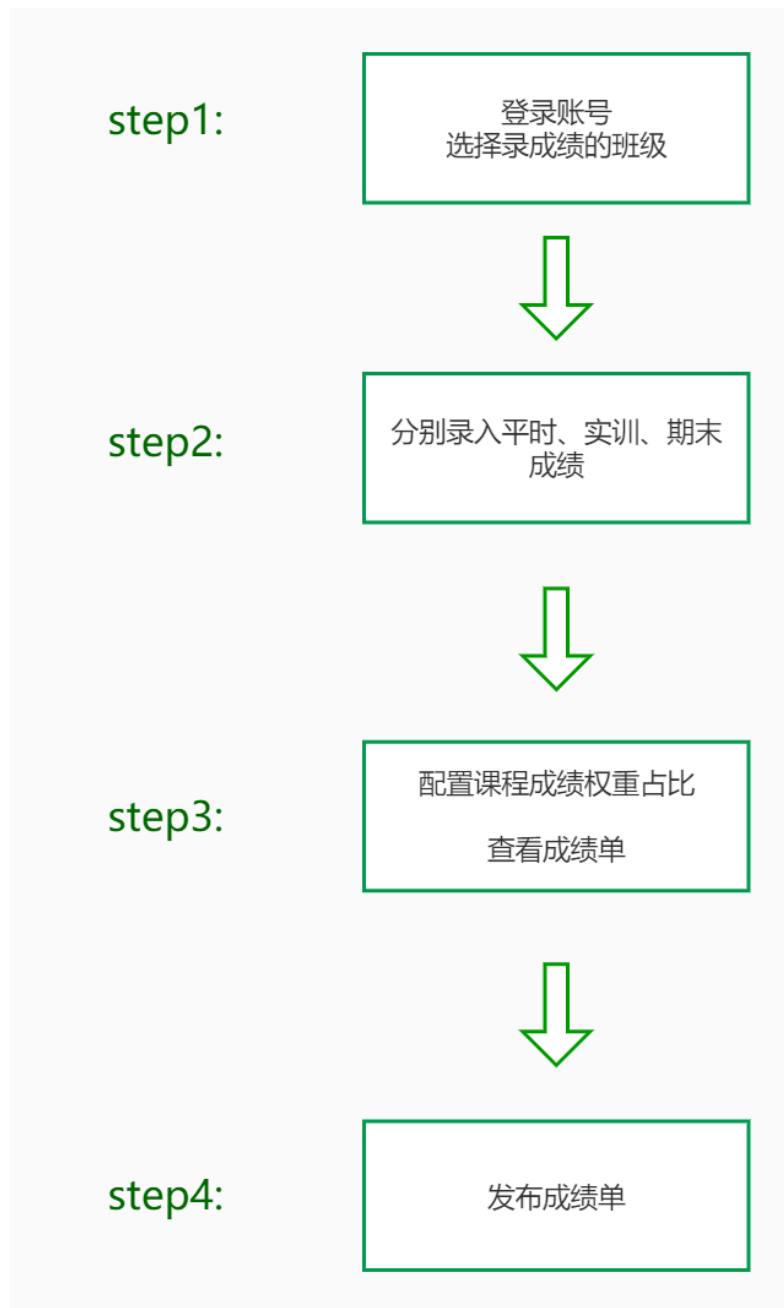 step1:
登录账号
选择录成绩的班级
step2:
分别录入平时、实训、期末
成绩
step3:
配置课程成绩权重占比
查看成绩单
step4:
发布成绩单